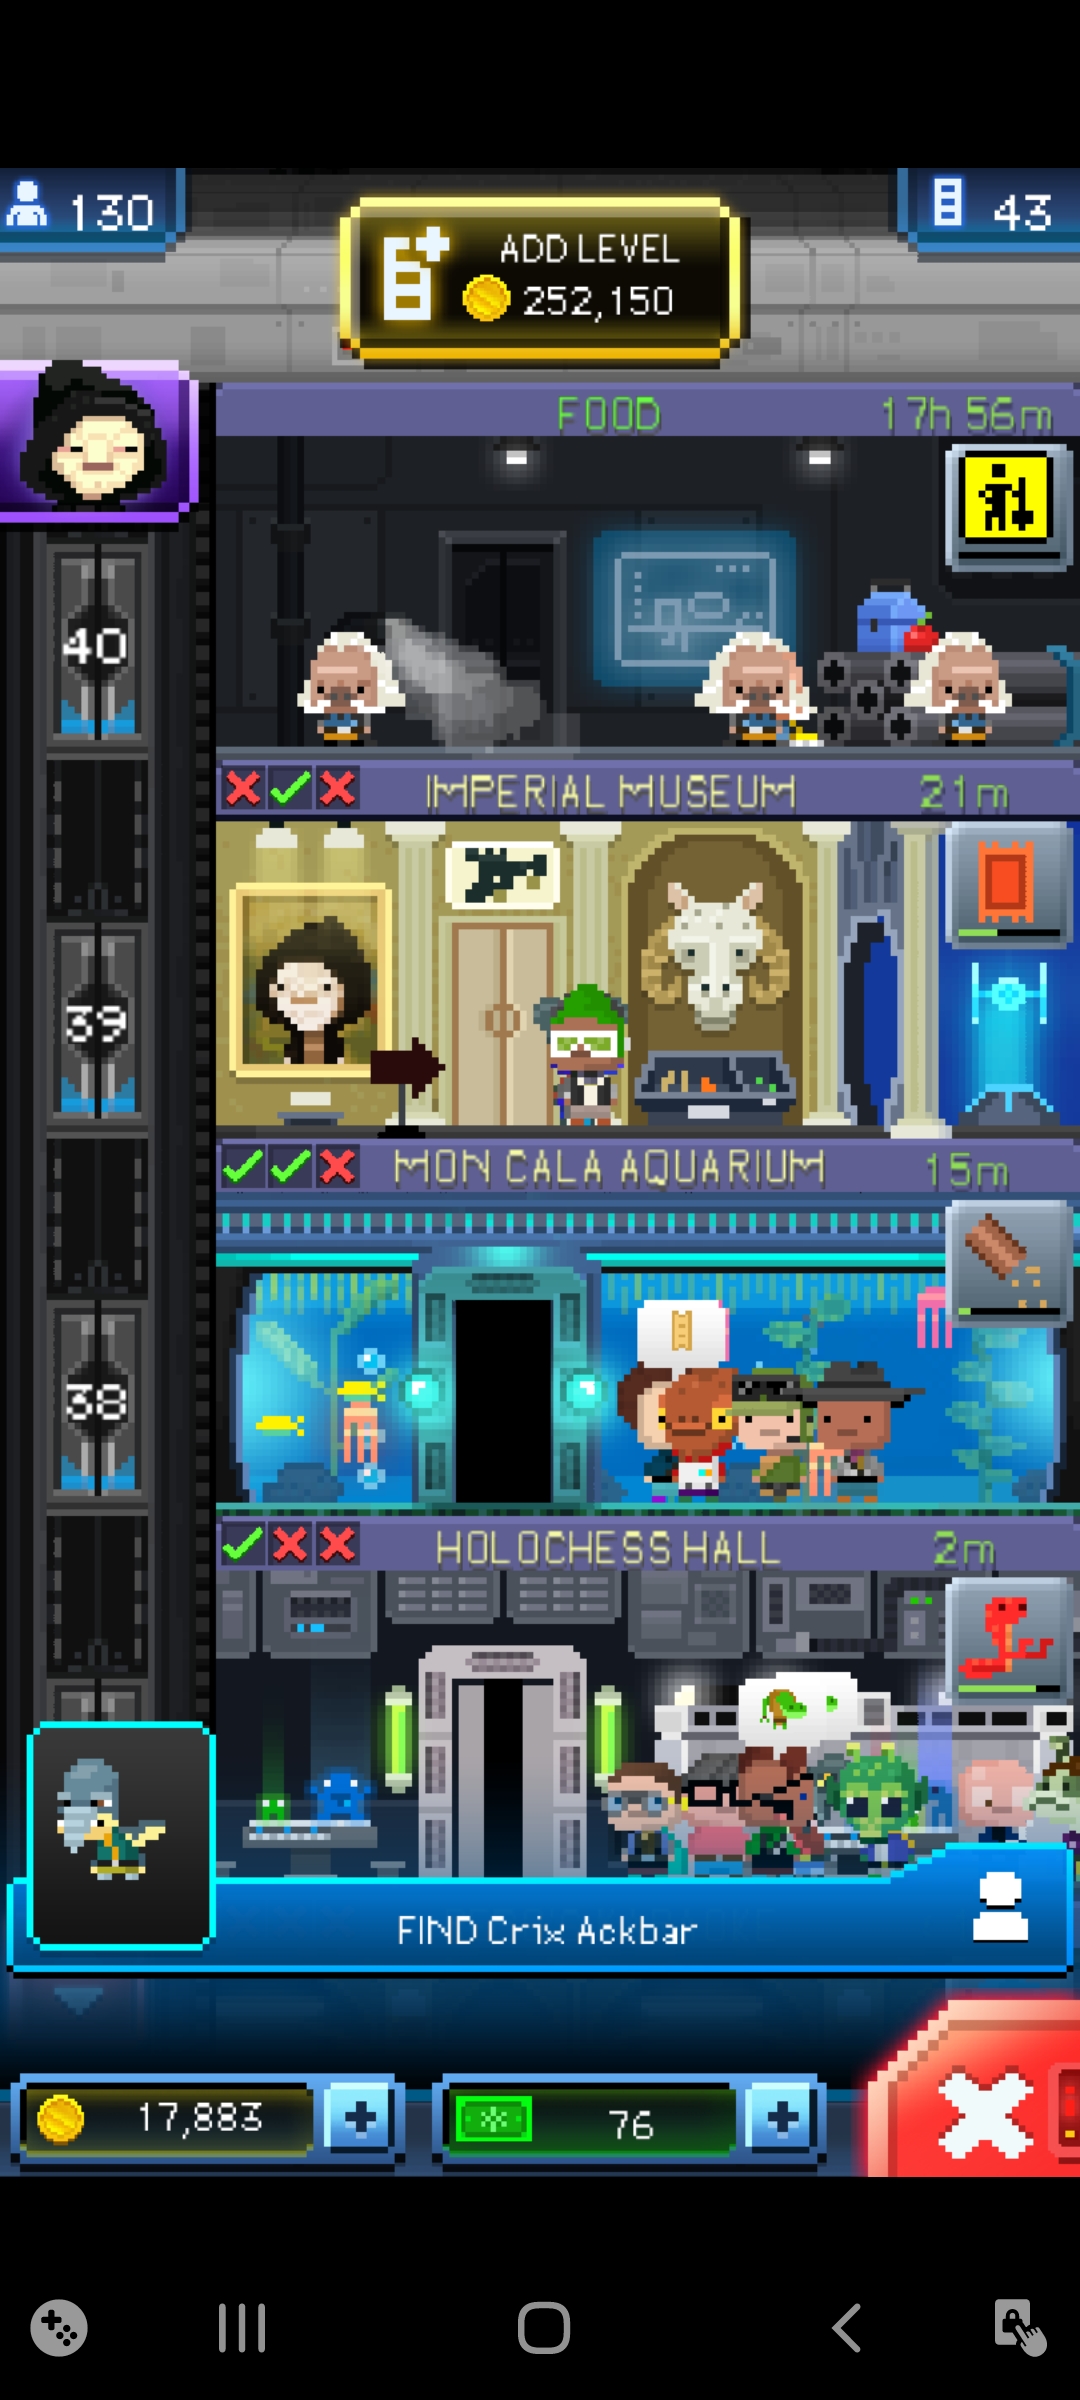 130
ADD LEVEL
252,150
43
FOOD
17h 56m
40
IMPERIAL MUSEUM
21m
39
MON CALA AQUARIUM
15m
38
HOLOCHESS HALL
2m
FIND Crix Ackbar
17,883
76